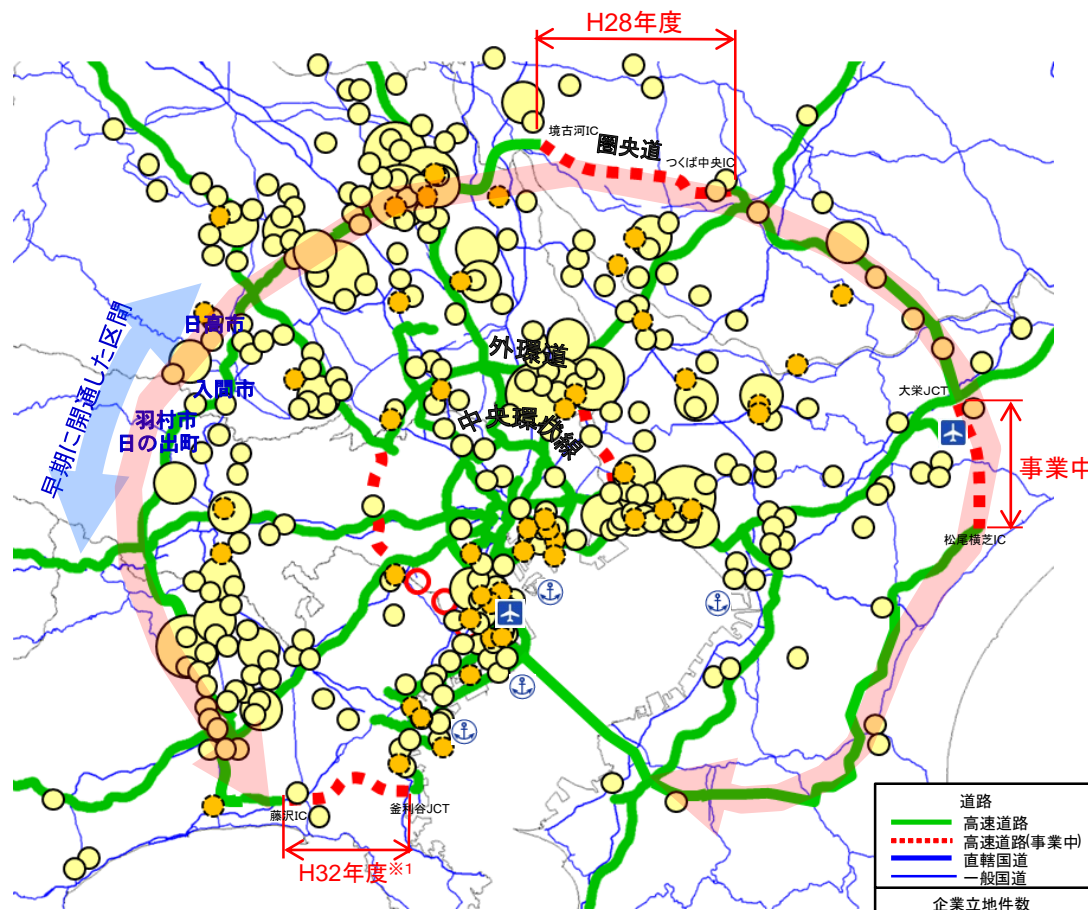 H28年度
境古河IC
圏央道
つくば中央IC
早期に開通した区間
日高市
入間市
羽村市
日の出町
外環道
中央環状線
大栄JCT
事業中
松尾横芝IC
藤沢IC
釜利谷JCT
H32年度※1
道路
高速道路
高速道路(事業中)
直轄国道
一般国道
企業立地件数